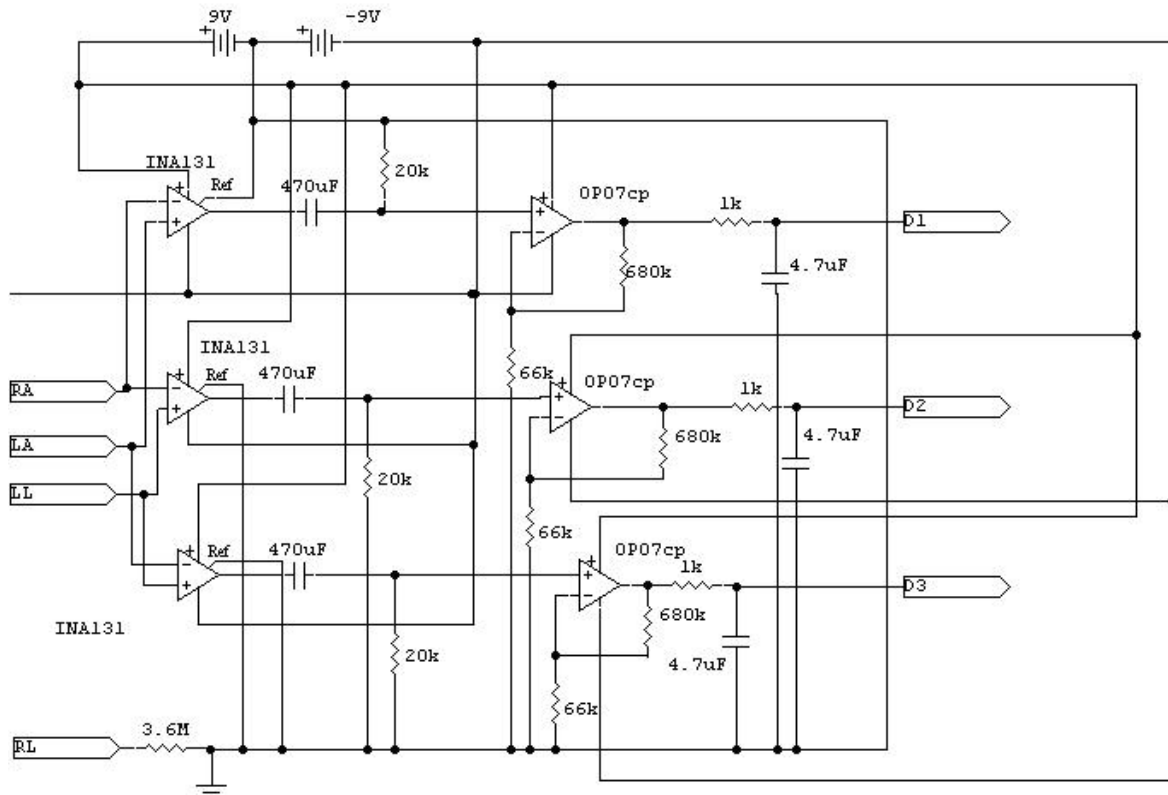 9V
-9V
INA131
Ref
470uF
20k
OP07cp
1k
D1
680k
4.7uF
INA131
RA
Ref
470uF
66k
OP07cp
1k
D2
LA
680k
4.7uF
LL
20k
66k
Ref
470uF
OP07cp
1k
D3
INA131
680k
20k
4.7uF
66k
RL
3.6M